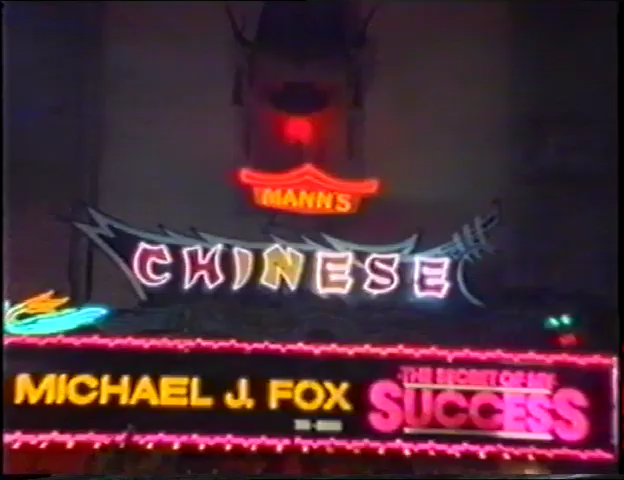 MANN'S
CHINESE
MICHAEL J. FOX
THE SECRET OF MY
SUCCESS